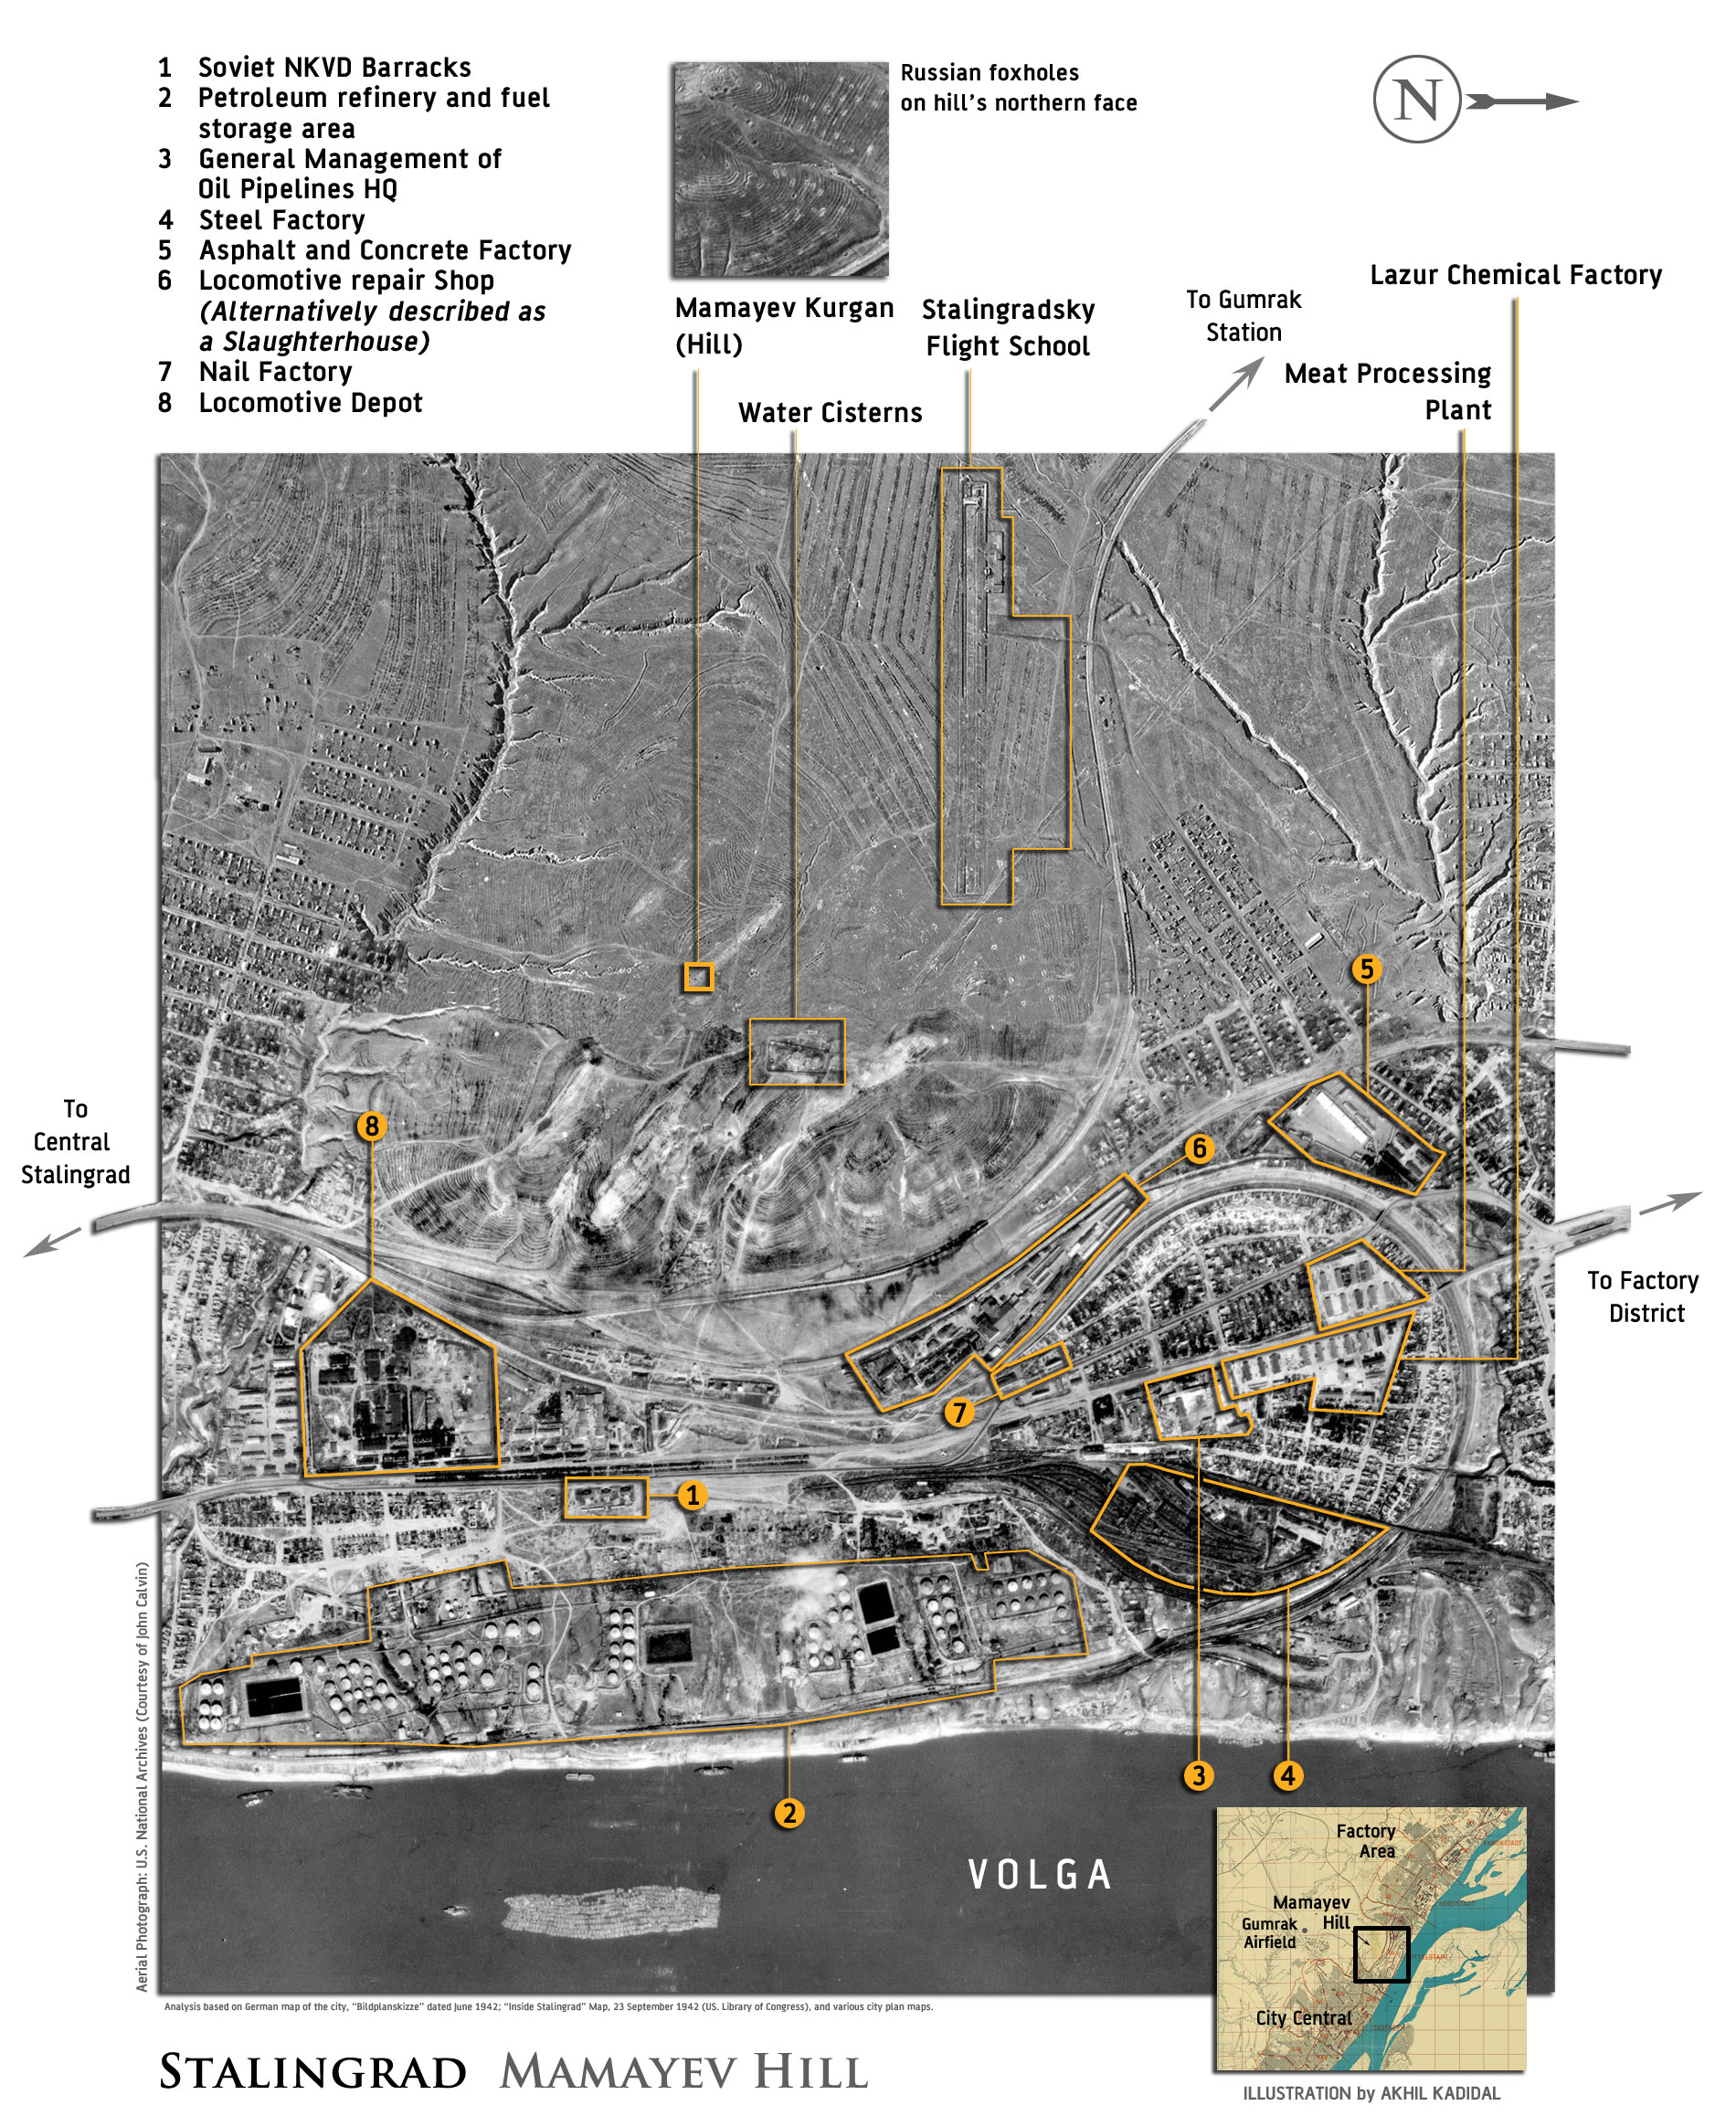 1 Soviet NKVD Barracks
2 Petroleum refinery and fuel
storage area
3 General Management of
Oil Pipelines HQ
4 Steel Factory
5 Asphalt and Concrete Factory
6 Locomotive repair Shop
(Alternatively described as
a Slaughterhouse)
7 Nail Factory
8 Locomotive Depot
Russian foxholes
on hill's northern face
N
Mamayev Kurgan
(Hill)
Stalingradsky
Flight School
Water Cisterns
To Gumrak
Station
Lazur Chemical Factory
Meat Processing
Plant
5
6
8
To
Central
Stalingrad
To Factory
District
7
1
3
4
2
VOLGA
Factory
Area
Mamayev
Hill
Gumrak
Airfield
City Central
Aerial Photograph: U.S. National Archives (Courtesy of John Calvin)
Analysis based on German map of the city, "Bildplanskizze" dated June 1942; "Inside Stalingrad" Map, 23 September 1942 (US. Library of Congress), and various city plan maps.
STALINGRAD MAMAYEV HILL
ILLUSTRATION by AKHIL KADIDAL